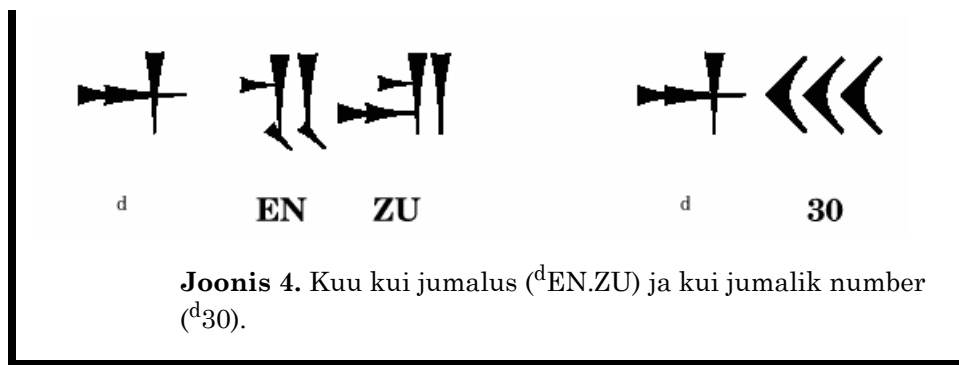 𒀭 𒂗 𒍪 𒀭 𒌍
d EN ZU d 30
Joonis 4. Kuu kui jumalus (ᵈEN.ZU) ja kui jumalik number
(ᵈ30).